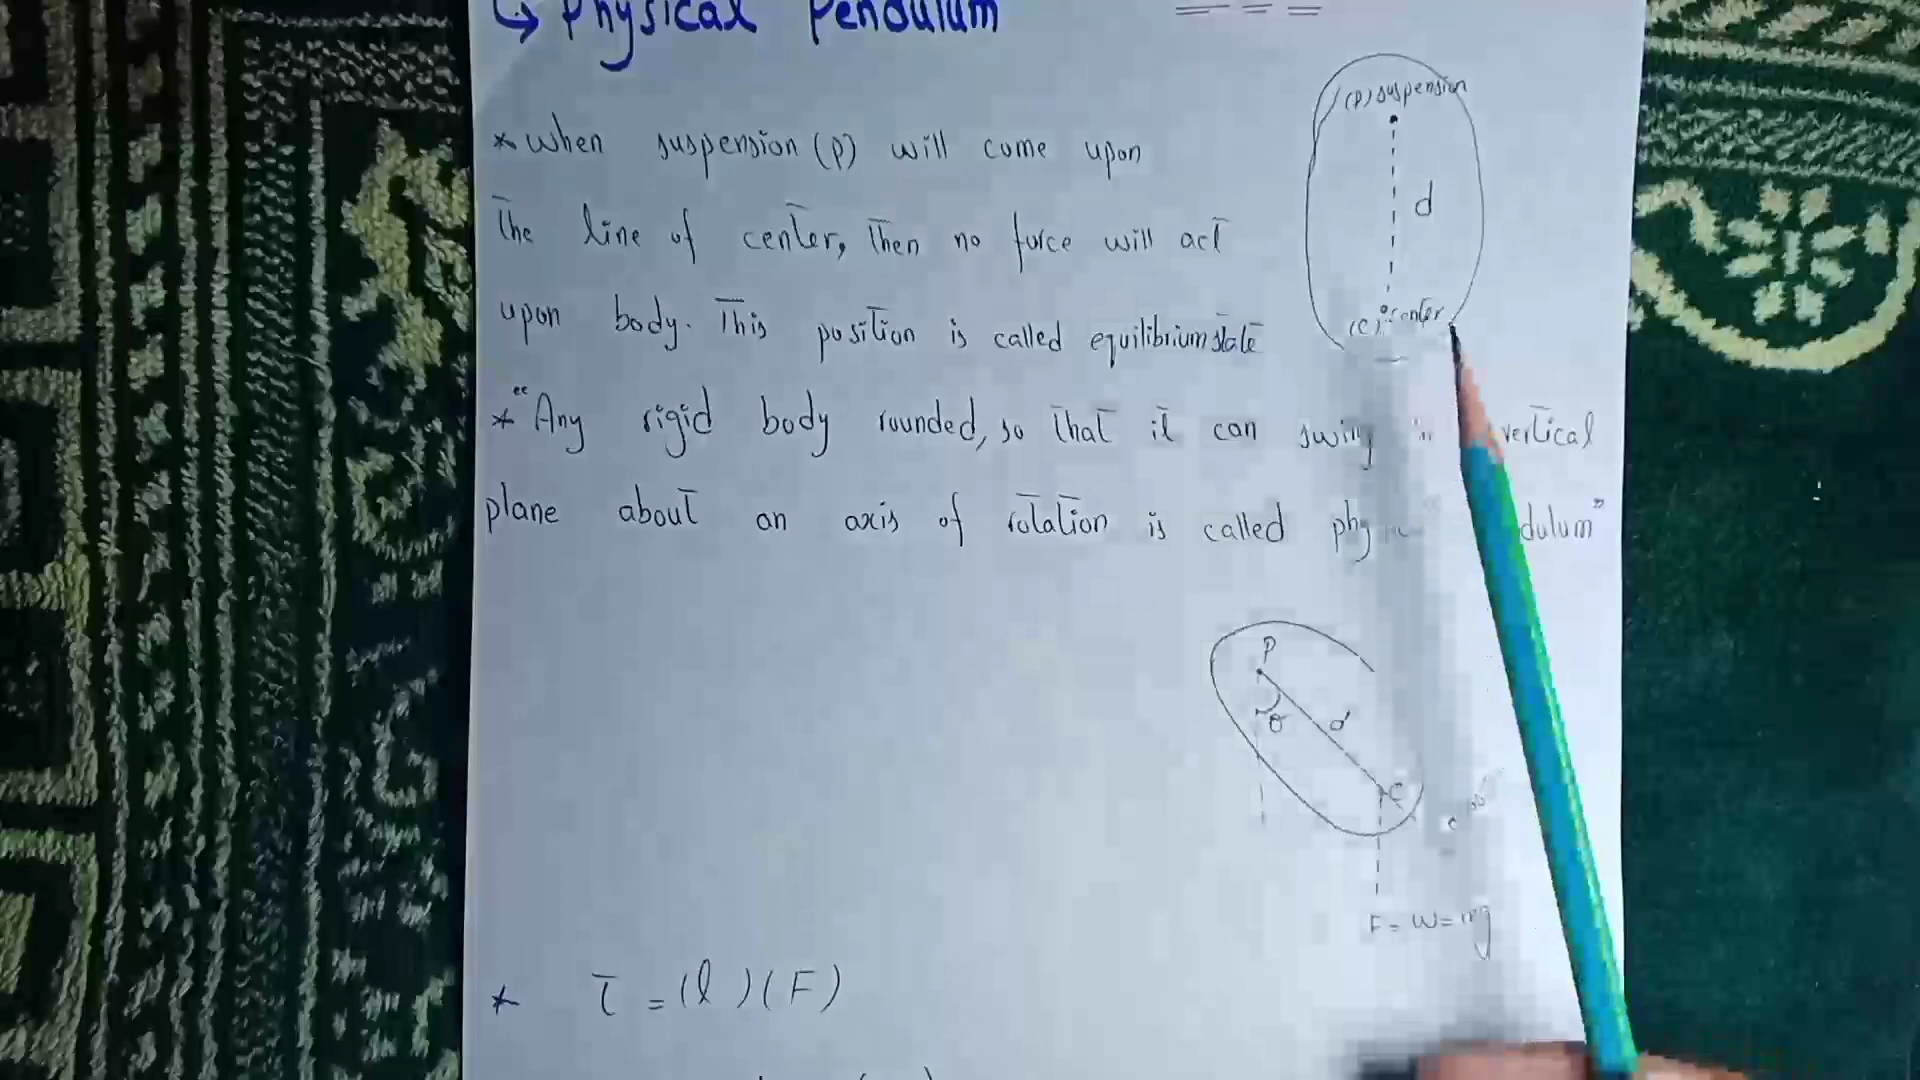 ↳ Physical Pendulum
(P) suspension
* When suspension (P) will come upon
d
The line of center, Then no force will act
upon body. This position is called equilibrium state
(C) center
* "Any rigid body rounded, so that it can swing vertical
plane about an axis of rotation is called
P
θ
d
C
F = W = mg
* τ = (l)(F)